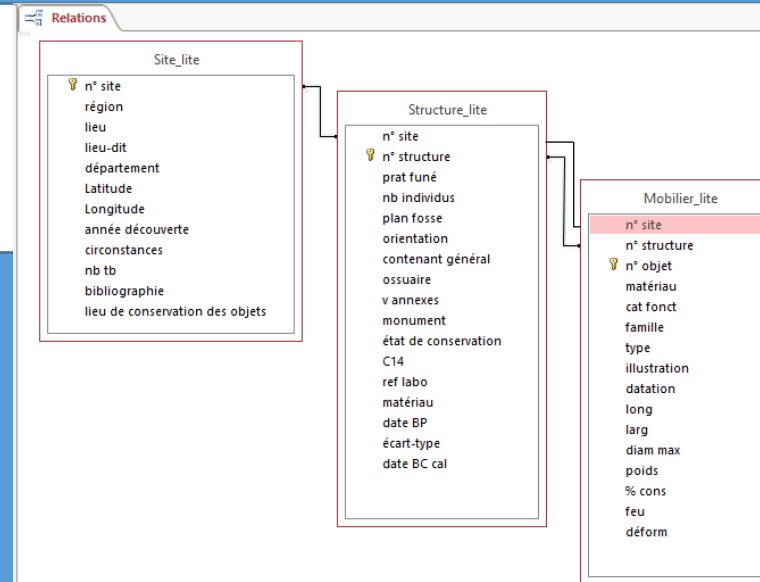 Relations
Site_lite
n° site
région
lieu
lieu-dit
département
Latitude
Longitude
année découverte
circonstances
nb tb
bibliographie
lieu de conservation des objets
Structure_lite
n° site
n° structure
prat funé
nb individus
plan fosse
orientation
contenant général
ossuaire
v annexes
monument
état de conservation
C14
ref labo
matériau
date BP
écart-type
date BC cal
Mobilier_lite
n° site
n° structure
n° objet
matériau
cat fonct
famille
type
illustration
datation
long
larg
diam max
poids
% cons
feu
déform